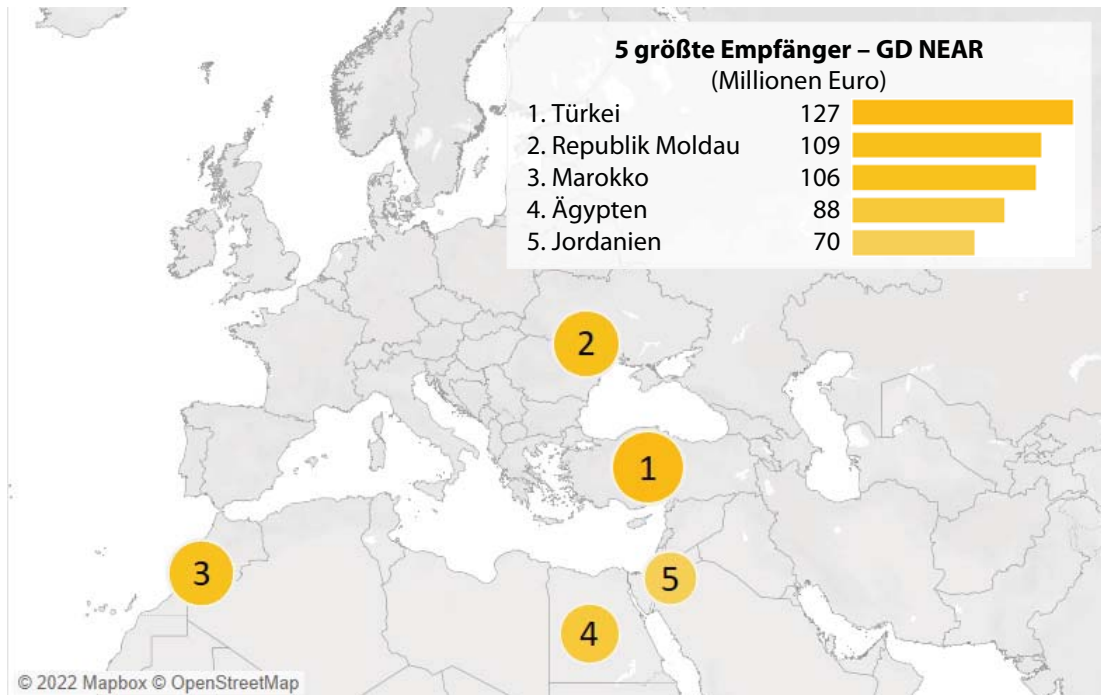 5 größte Empfänger – GD NEAR
(Millionen Euro)
1. Türkei 127
2. Republik Moldau 109
3. Marokko 106
4. Ägypten 88
5. Jordanien 70
2
1
3
5
4
© 2022 Mapbox © OpenStreetMap